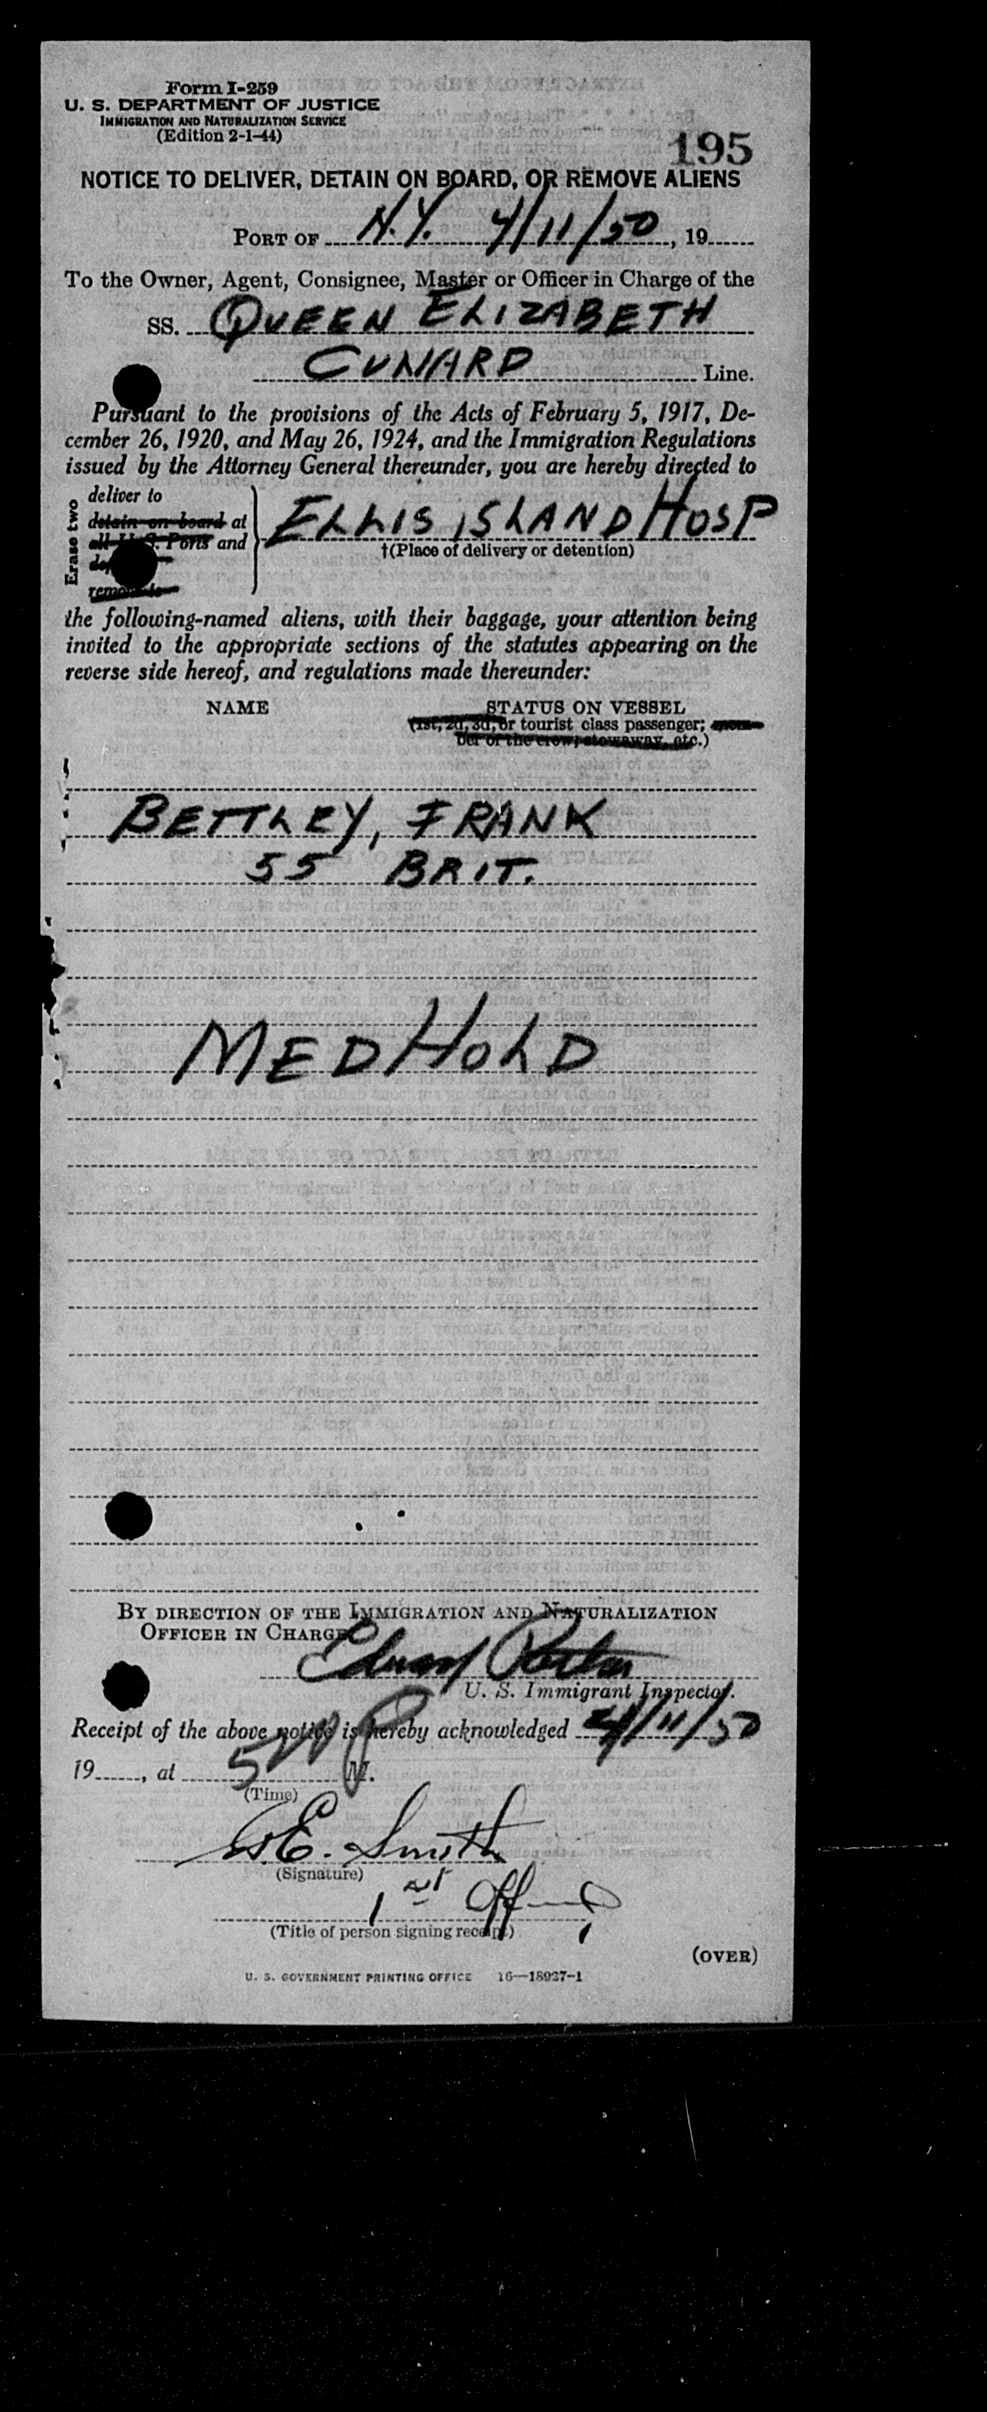 Form I-259
U. S. DEPARTMENT OF JUSTICE
IMMIGRATION AND NATURALIZATION SERVICE
(Edition 2-1-44)
195
NOTICE TO DELIVER, DETAIN ON BOARD, OR REMOVE ALIENS
PORT OF N.Y. 4/11/50, 19
To the Owner, Agent, Consignee, Master or Officer in Charge of the
SS. QUEEN ELIZABETH
CUNARD Line.
Pursuant to the provisions of the Acts of February 5, 1917, De-
cember 26, 1920, and May 26, 1924, and the Immigration Regulations
issued by the Attorney General thereunder, you are hereby directed to
Erase two
deliver to
detain on board at
all U. S. Ports and
remove to
ELLIS ISLAND HOSP
†(Place of delivery or detention)
the following-named aliens, with their baggage, your attention being
invited to the appropriate sections of the statutes appearing on the
reverse side hereof, and regulations made thereunder:
NAME STATUS ON VESSEL
(1st, 2d, 3d, or tourist class passenger; mem-
ber of the crew, stowaway, etc.)
BETTLEY, FRANK
55 BRIT.
MED HOLD
BY DIRECTION OF THE IMMIGRATION AND NATURALIZATION
OFFICER IN CHARGE
U. S. Immigrant Inspector.
Receipt of the above notice is hereby acknowledged 4/11/50
19, at 5 P M.
(Time)
E. Smith
(Signature)
1st Officer
(Title of person signing receipt)
(OVER)
U. S. GOVERNMENT PRINTING OFFICE 16—18927-1